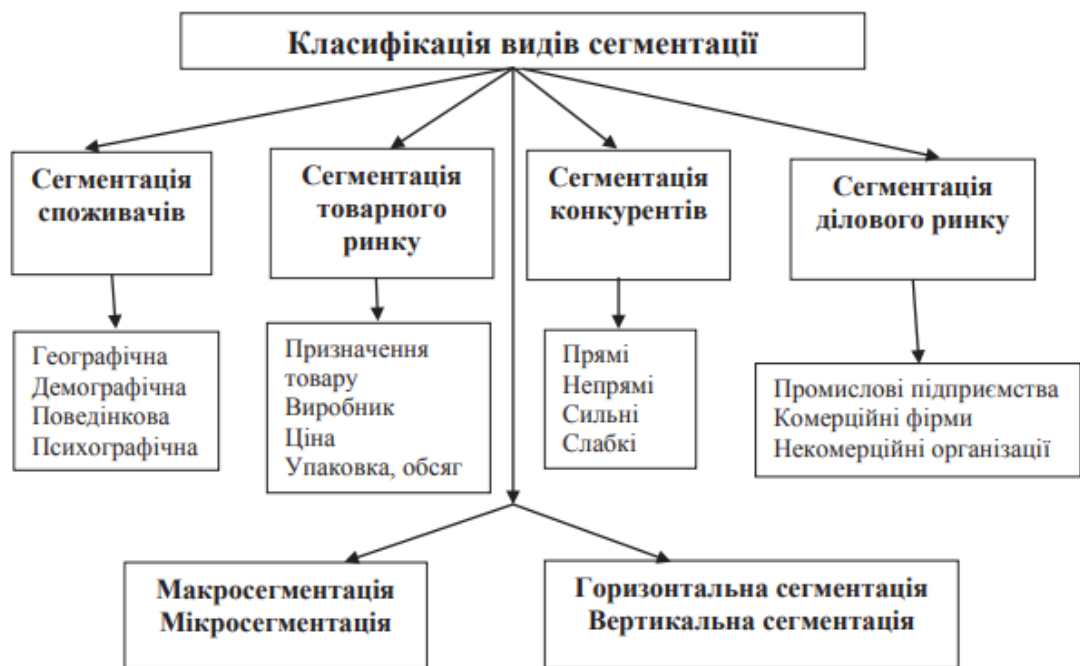 Класифікація видів сегментації
Сегментація
споживачів
Сегментація
товарного
ринку
Сегментація
конкурентів
Сегментація
ділового ринку
Географічна
Демографічна
Поведінкова
Психографічна
Призначення
товару
Виробник
Ціна
Упаковка, обсяг
Прямі
Непрямі
Сильні
Слабкі
Промислові підприємства
Комерційні фірми
Некомерційні організації
Макросегментація
Мікросегментація
Горизонтальна сегментація
Вертикальна сегментація